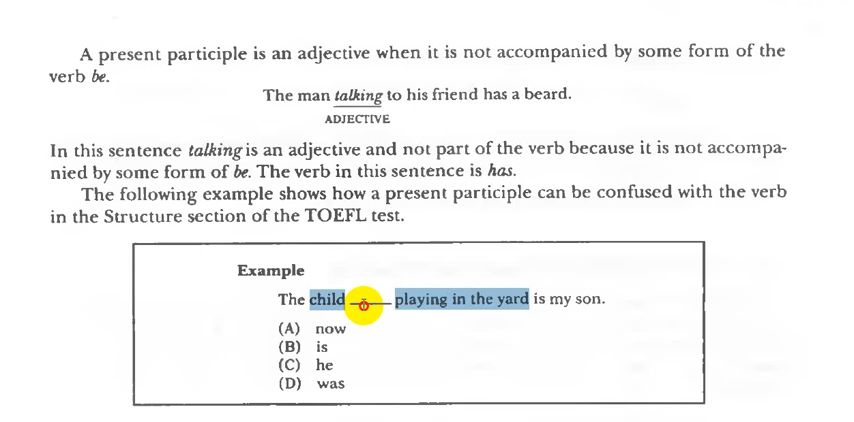 A present participle is an adjective when it is not accompanied by some form of the
verb be.
The man talking to his friend has a beard.
ADJECTIVE
In this sentence talking is an adjective and not part of the verb because it is not accompa-
nied by some form of be. The verb in this sentence is has.
The following example shows how a present participle can be confused with the verb
in the Structure section of the TOEFL test.
Example
The child ____ playing in the yard is my son.
(A) now
(B) is
(C) he
(D) was